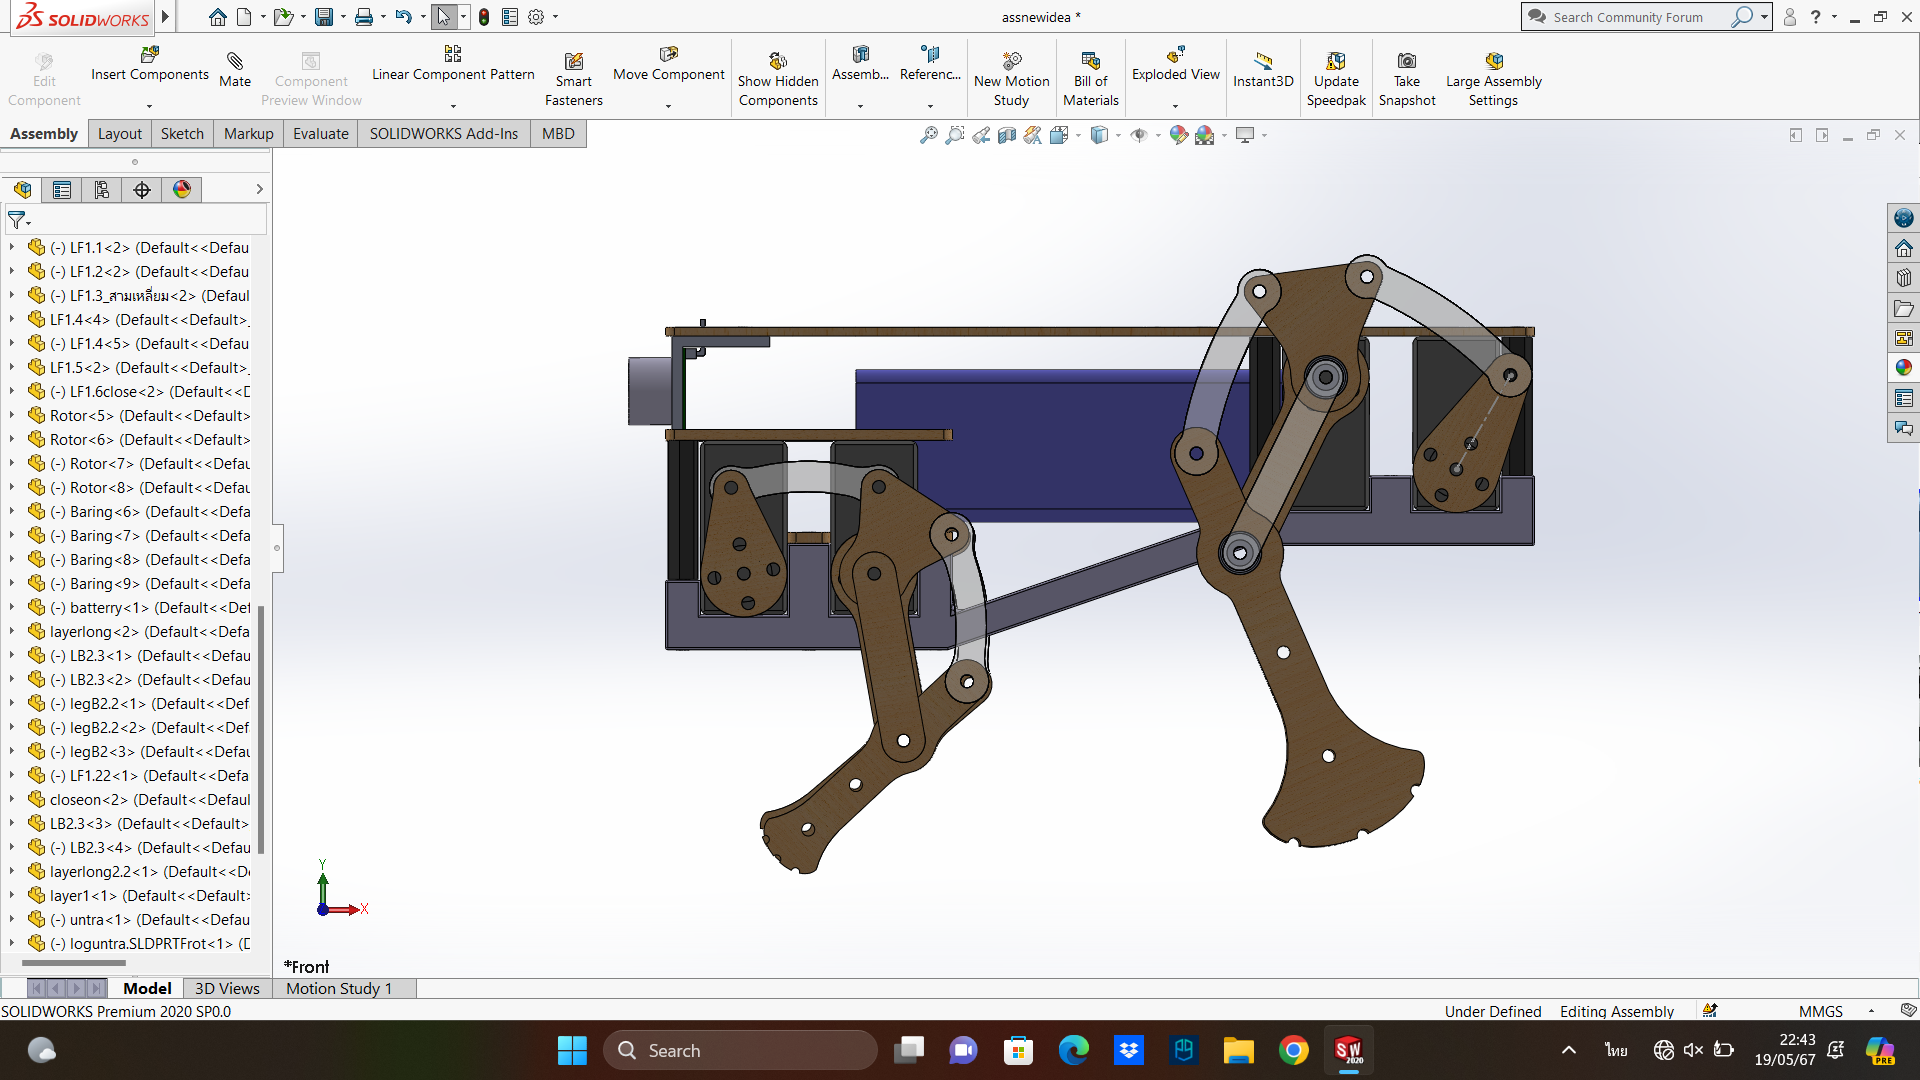 SOLIDWORKS
assnewidea *
Search Community Forum
Edit Component
Insert Components
Mate
Component Preview Window
Linear Component Pattern
Smart Fasteners
Move Component
Show Hidden Components
Assemb...
Referenc...
New Motion Study
Bill of Materials
Exploded View
Instant3D
Update Speedpak
Take Snapshot
Large Assembly Settings
Assembly
Layout
Sketch
Markup
Evaluate
SOLIDWORKS Add-Ins
MBD
(-) LF1.1<2> (Default<<Defau
(-) LF1.2<2> (Default<<Defau
(-) LF1.3_สามเหลี่ยม<2> (Defaul
LF1.4<4> (Default<<Default>_
(-) LF1.4<5> (Default<<Defau
LF1.5<2> (Default<<Default>_
(-) LF1.6close<2> (Default<<D
Rotor<5> (Default<<Default>
Rotor<6> (Default<<Default>
(-) Rotor<7> (Default<<Defau
(-) Rotor<8> (Default<<Defau
(-) Baring<6> (Default<<Defa
(-) Baring<7> (Default<<Defa
(-) Baring<8> (Default<<Defa
(-) Baring<9> (Default<<Defa
(-) batterry<1> (Default<<Def
layerlong<2> (Default<<Defa
(-) LB2.3<1> (Default<<Defau
(-) LB2.3<2> (Default<<Defau
(-) legB2.2<1> (Default<<Def
(-) legB2.2<2> (Default<<Def
(-) legB2<3> (Default<<Defau
(-) LF1.22<1> (Default<<Defa
closeon<2> (Default<<Defaul
LB2.3<3> (Default<<Default>
(-) LB2.3<4> (Default<<Defau
layerlong2.2<1> (Default<<D
layer1<1> (Default<<Default>
(-) untra<1> (Default<<Defau
(-) loguntra.SLDPRTFrot<1> (D
Y
X
*Front
Model
3D Views
Motion Study 1
SOLIDWORKS Premium 2020 SP0.0
Under Defined
Editing Assembly
MMGS
Search
SW
2020
ไทย
22:43
19/05/67
PRE